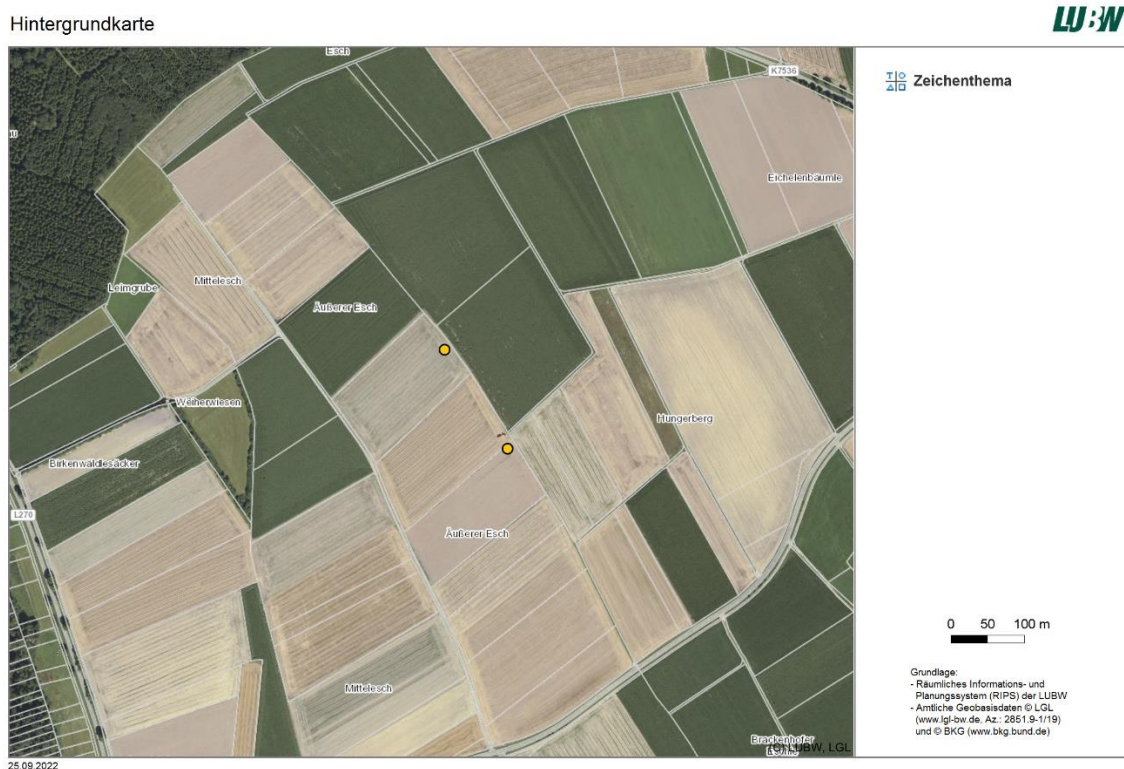 Hintergrundkarte
LUBW
Esch
K7536
Zeichenthema
Eichelenbäumle
Mittelesch
Leimgrube
Äußerer Esch
Weiherwiesen
Hungerberg
Birkenwäldlesäcker
L270
Äußerer Esch
0 50 100 m
Grundlage:
- Räumliches Informations- und
Planungssystem (RIPS) der LUBW
- Amtliche Geobasisdaten © LGL
(www.lgl-bw.de, Az.: 2851.9-1/19)
und © BKG (www.bkg.bund.de)
Mittelesch
Brackenhofer
(C) LUBW, LGL
25.09.2022